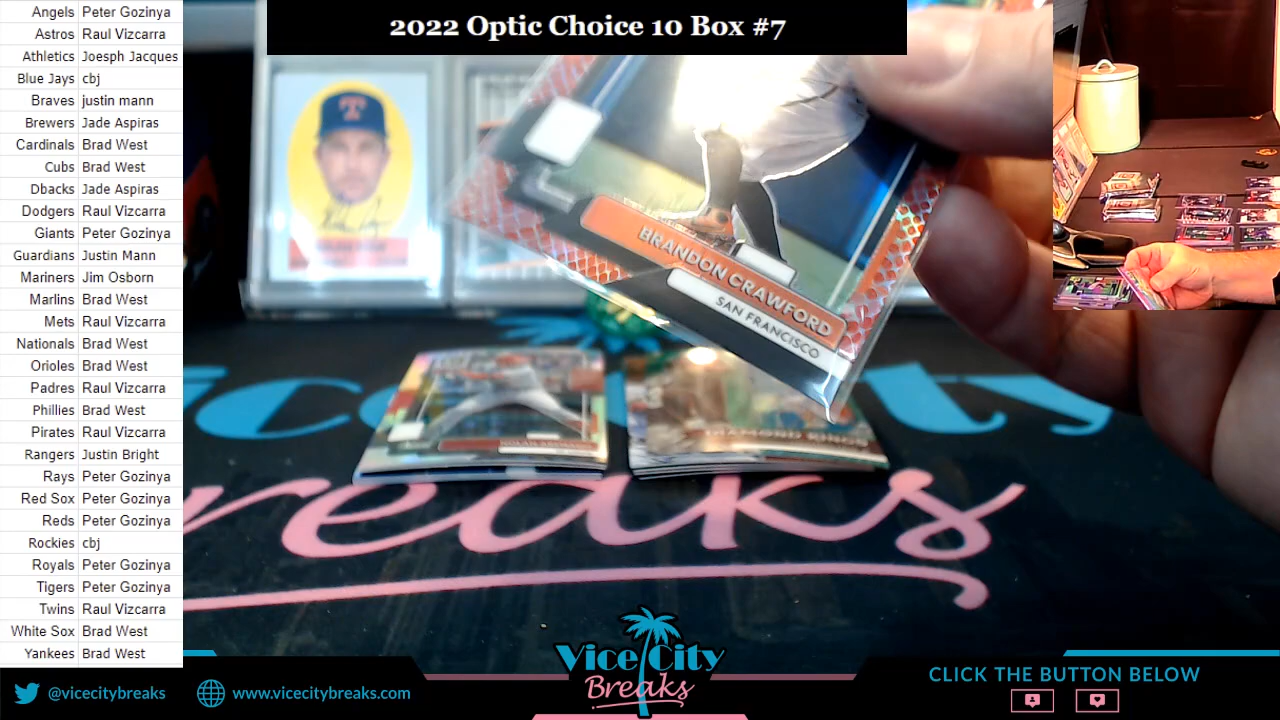 2022 Optic Choice 10 Box #7
Angels Peter Gozinya
Astros Raul Vizcarra
Athletics Joesph Jacques
Blue Jays cbj
Braves justin mann
Brewers Jade Aspiras
Cardinals Brad West
Cubs Brad West
Dbacks Jade Aspiras
Dodgers Raul Vizcarra
Giants Peter Gozinya
Guardians Justin Mann
Mariners Jim Osborn
Marlins Brad West
Mets Raul Vizcarra
Nationals Brad West
Orioles Brad West
Padres Raul Vizcarra
Phillies Brad West
Pirates Raul Vizcarra
Rangers Justin Bright
Rays Peter Gozinya
Red Sox Peter Gozinya
Reds Peter Gozinya
Rockies cbj
Royals Peter Gozinya
Tigers Peter Gozinya
Twins Raul Vizcarra
White Sox Brad West
Yankees Brad West
T
BRANDON CRAWFORD
SAN FRANCISCO
DIAMOND KINGS
Vice City
Breaks
@vicecitybreaks
www.vicecitybreaks.com
Vice City
Breaks
CLICK THE BUTTON BELOW